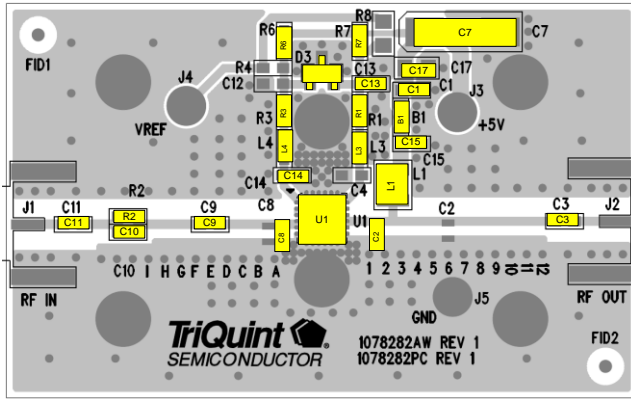 R8
R6 R6 R7 R7 C7 C7
FID1 D3
J4 R4 C13 C17 C17
C12 C13 C1 C1 J3
VREF R3 R3 R1 R1 B1 B1 +5V
L4 L4 L3 L3 C15 C15
C14 C14 C4 L1 L1
R2
J1 C11 R2 C9 C8 U1 U1 C2 C3 J2
C11 C10 C9 C8 C2 C3
C10 I H G F E D C B A 1 2 3 4 5 6 7 8 9 10 11 12
RF IN J5 RF OUT
GND
TriQuint
SEMICONDUCTOR
1078282AW REV 1
1078282PC REV 1
FID2